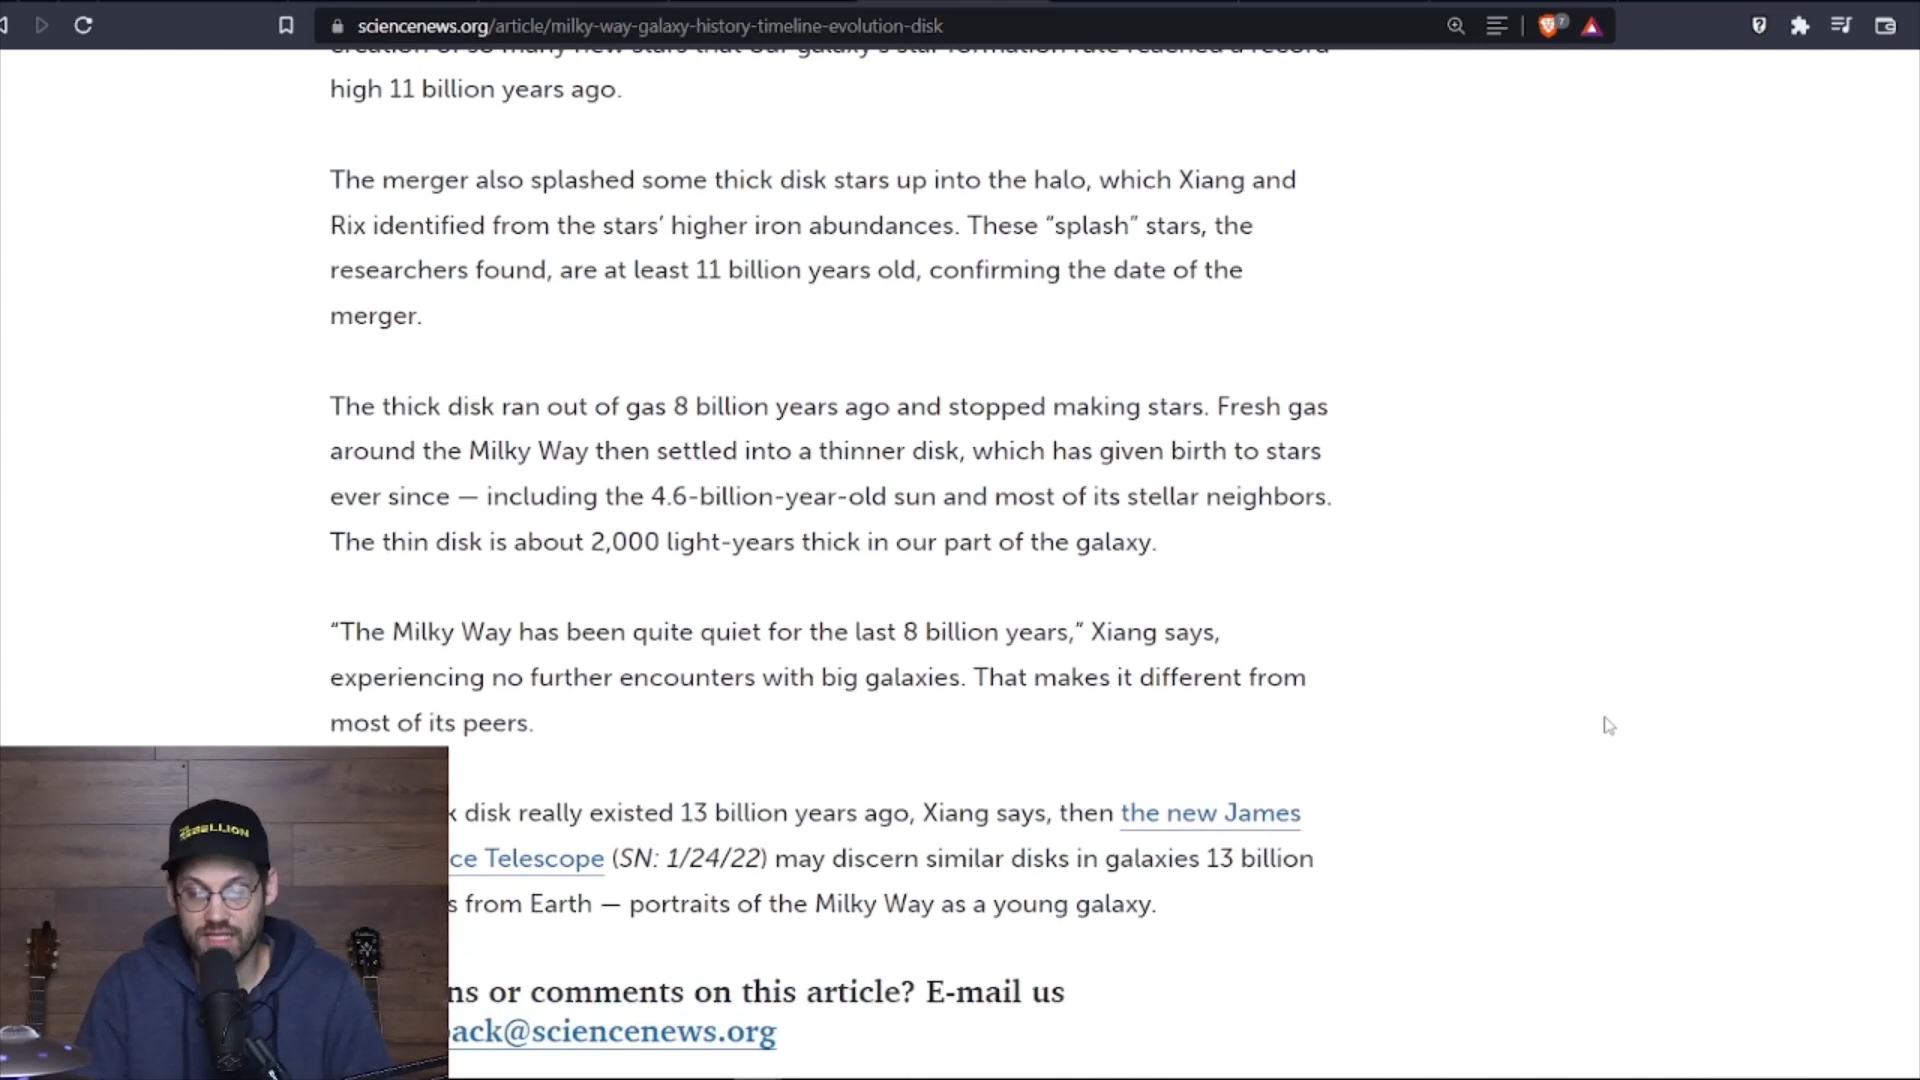 sciencenews.org/article/milky-way-galaxy-history-timeline-evolution-disk
7
creation of so many new stars that our galaxy's star formation rate reached a record
high 11 billion years ago.
The merger also splashed some thick disk stars up into the halo, which Xiang and
Rix identified from the stars’ higher iron abundances. These “splash” stars, the
researchers found, are at least 11 billion years old, confirming the date of the
merger.
The thick disk ran out of gas 8 billion years ago and stopped making stars. Fresh gas
around the Milky Way then settled into a thinner disk, which has given birth to stars
ever since — including the 4.6-billion-year-old sun and most of its stellar neighbors.
The thin disk is about 2,000 light-years thick in our part of the galaxy.
“The Milky Way has been quite quiet for the last 8 billion years,” Xiang says,
experiencing no further encounters with big galaxies. That makes it different from
most of its peers.
k disk really existed 13 billion years ago, Xiang says, then the new James
ce Telescope (SN: 1/24/22) may discern similar disks in galaxies 13 billion
s from Earth — portraits of the Milky Way as a young galaxy.
ns or comments on this article? E-mail us
back@sciencenews.org
REBELLION